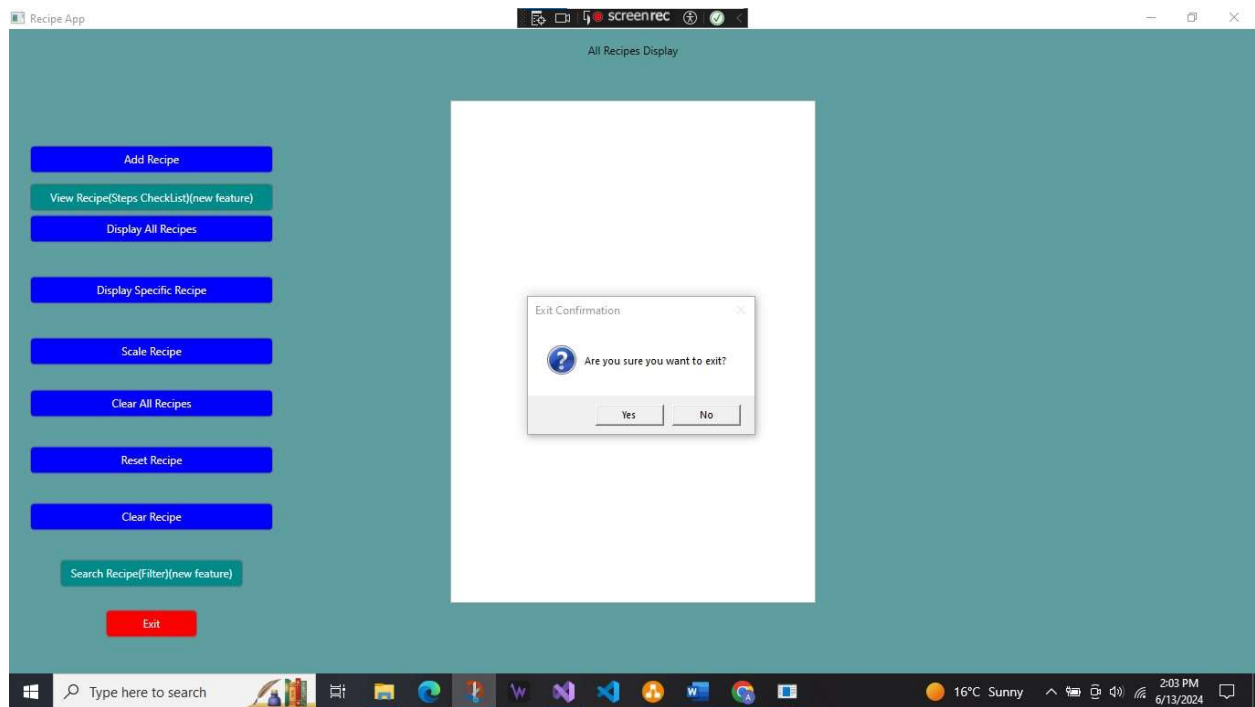 Recipe App
screenrec
All Recipes Display
Add Recipe
View Recipe(Steps CheckList)(new feature)
Display All Recipes
Display Specific Recipe
Exit Confirmation
Are you sure you want to exit?
Yes No
Scale Recipe
Clear All Recipes
Reset Recipe
Clear Recipe
Search Recipe(Filter)(new feature)
Exit
Type here to search
16°C Sunny
2:03 PM
6/13/2024